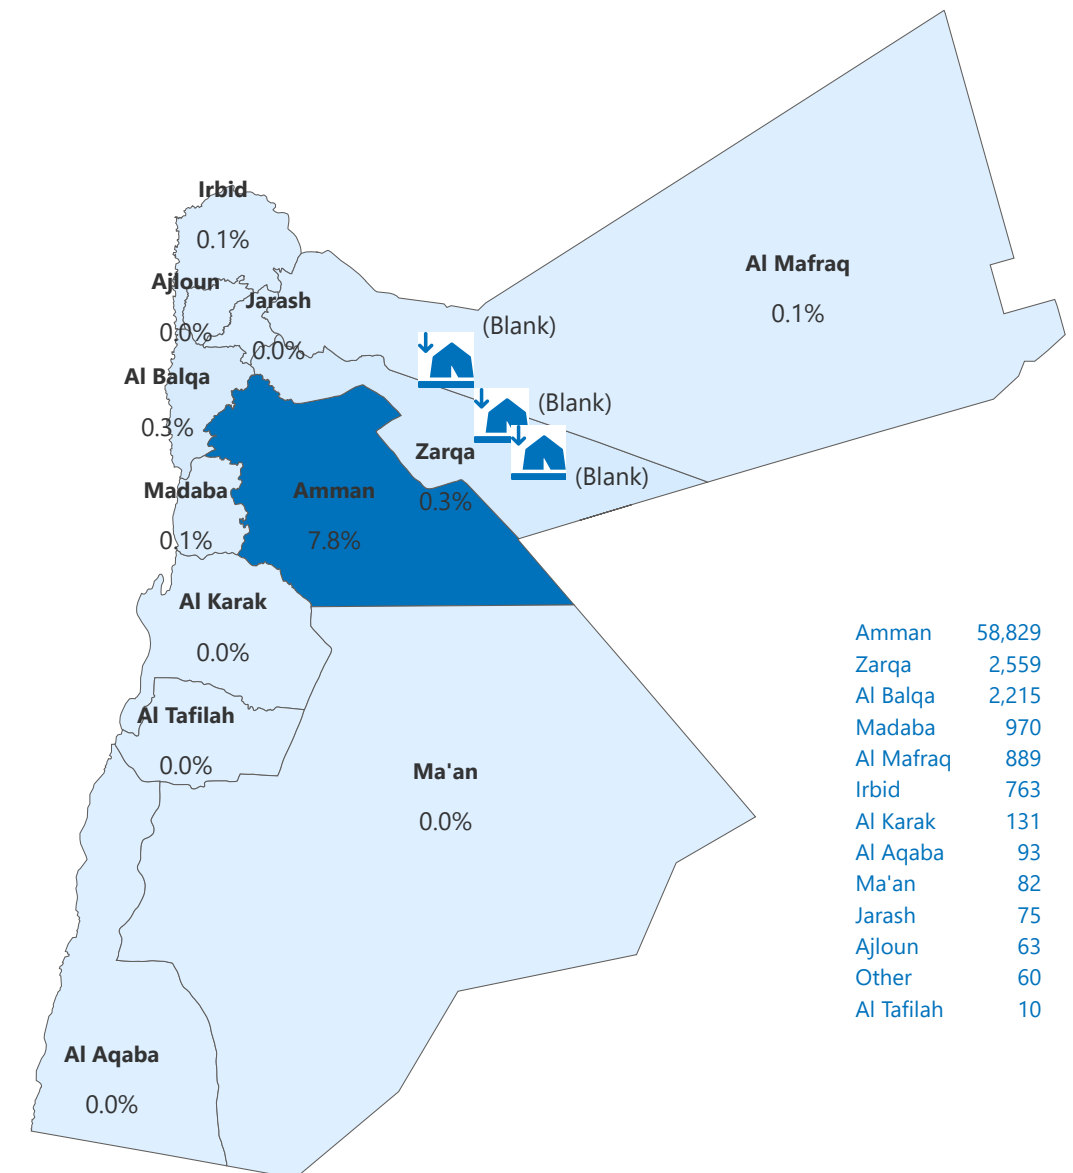 Irbid
0.1%
Al Mafraq
0.1%
Ajloun
0.0%
Jarash
0.0%
(Blank)
Al Balqa
0.3%
(Blank)
Zarqa
0.3%
(Blank)
Madaba
0.1%
Amman
7.8%
Al Karak
0.0%
Al Tafilah
0.0%
Ma'an
0.0%
Al Aqaba
0.0%
Amman 58,829
Zarqa 2,559
Al Balqa 2,215
Madaba 970
Al Mafraq 889
Irbid 763
Al Karak 131
Al Aqaba 93
Ma'an 82
Jarash 75
Ajloun 63
Other 60
Al Tafilah 10